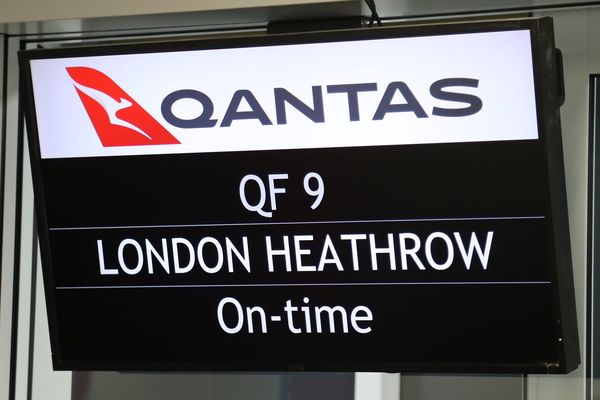 QANTAS
QF 9
LONDON HEATHROW
On-time